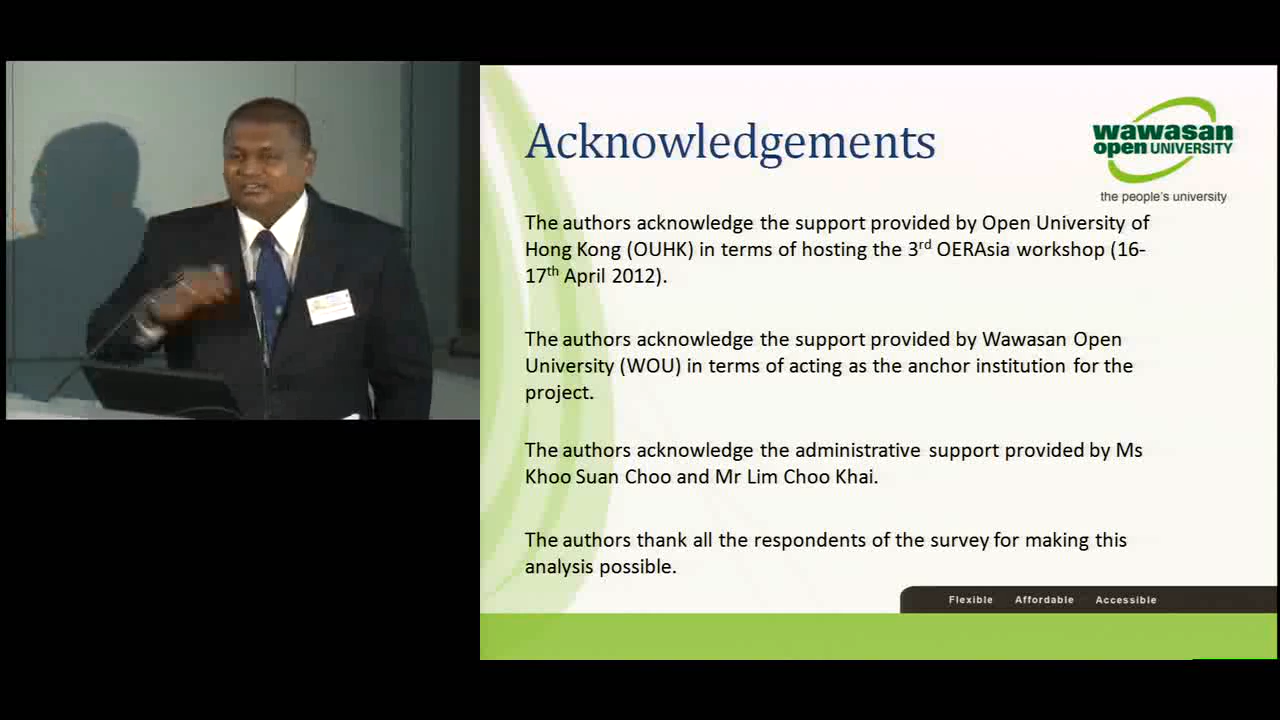 Acknowledgements
wawasan
open UNIVERSITY
the people's university
The authors acknowledge the support provided by Open University of
Hong Kong (OUHK) in terms of hosting the 3rd OERAsia workshop (16-
17th April 2012).
The authors acknowledge the support provided by Wawasan Open
University (WOU) in terms of acting as the anchor institution for the
project.
The authors acknowledge the administrative support provided by Ms
Khoo Suan Choo and Mr Lim Choo Khai.
The authors thank all the respondents of the survey for making this
analysis possible.
Flexible Affordable Accessible